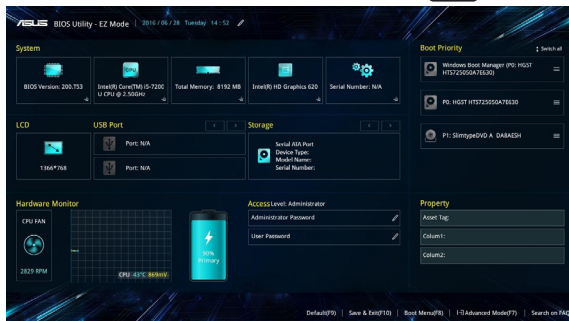 ASUS BIOS Utility - EZ Mode 2016/06/28 Tuesday 14:52
System
BIOS Version: 200.T53
CPU
Intel(R) Core(TM) i5-7200
U CPU @ 2.50GHz
Total Memory: 8192 MB
Intel(R) HD Graphics 620
Serial Number: N/A
Boot Priority
Switch all
Windows Boot Manager (P0: HGST
HTS725050A7E630)
P0: HGST HTS725050A7E630
P1: SlimtypeDVD A DA8AESH
LCD
1366*768
USB Port
Port: N/A
Port: N/A
Storage
Serial ATA Port
Device Type:
Model Name:
Serial Number:
Hardware Monitor
CPU FAN
2829 RPM
CPU 43°C 869mV
90%
Primary
Access Level: Administrator
Administrator Password
User Password
Property
Asset Tag:
Colum1:
Colum2:
Default(F9) | Save & Exit(F10) | Boot Menu(F8) | Advanced Mode(F7) | Search on FAQ